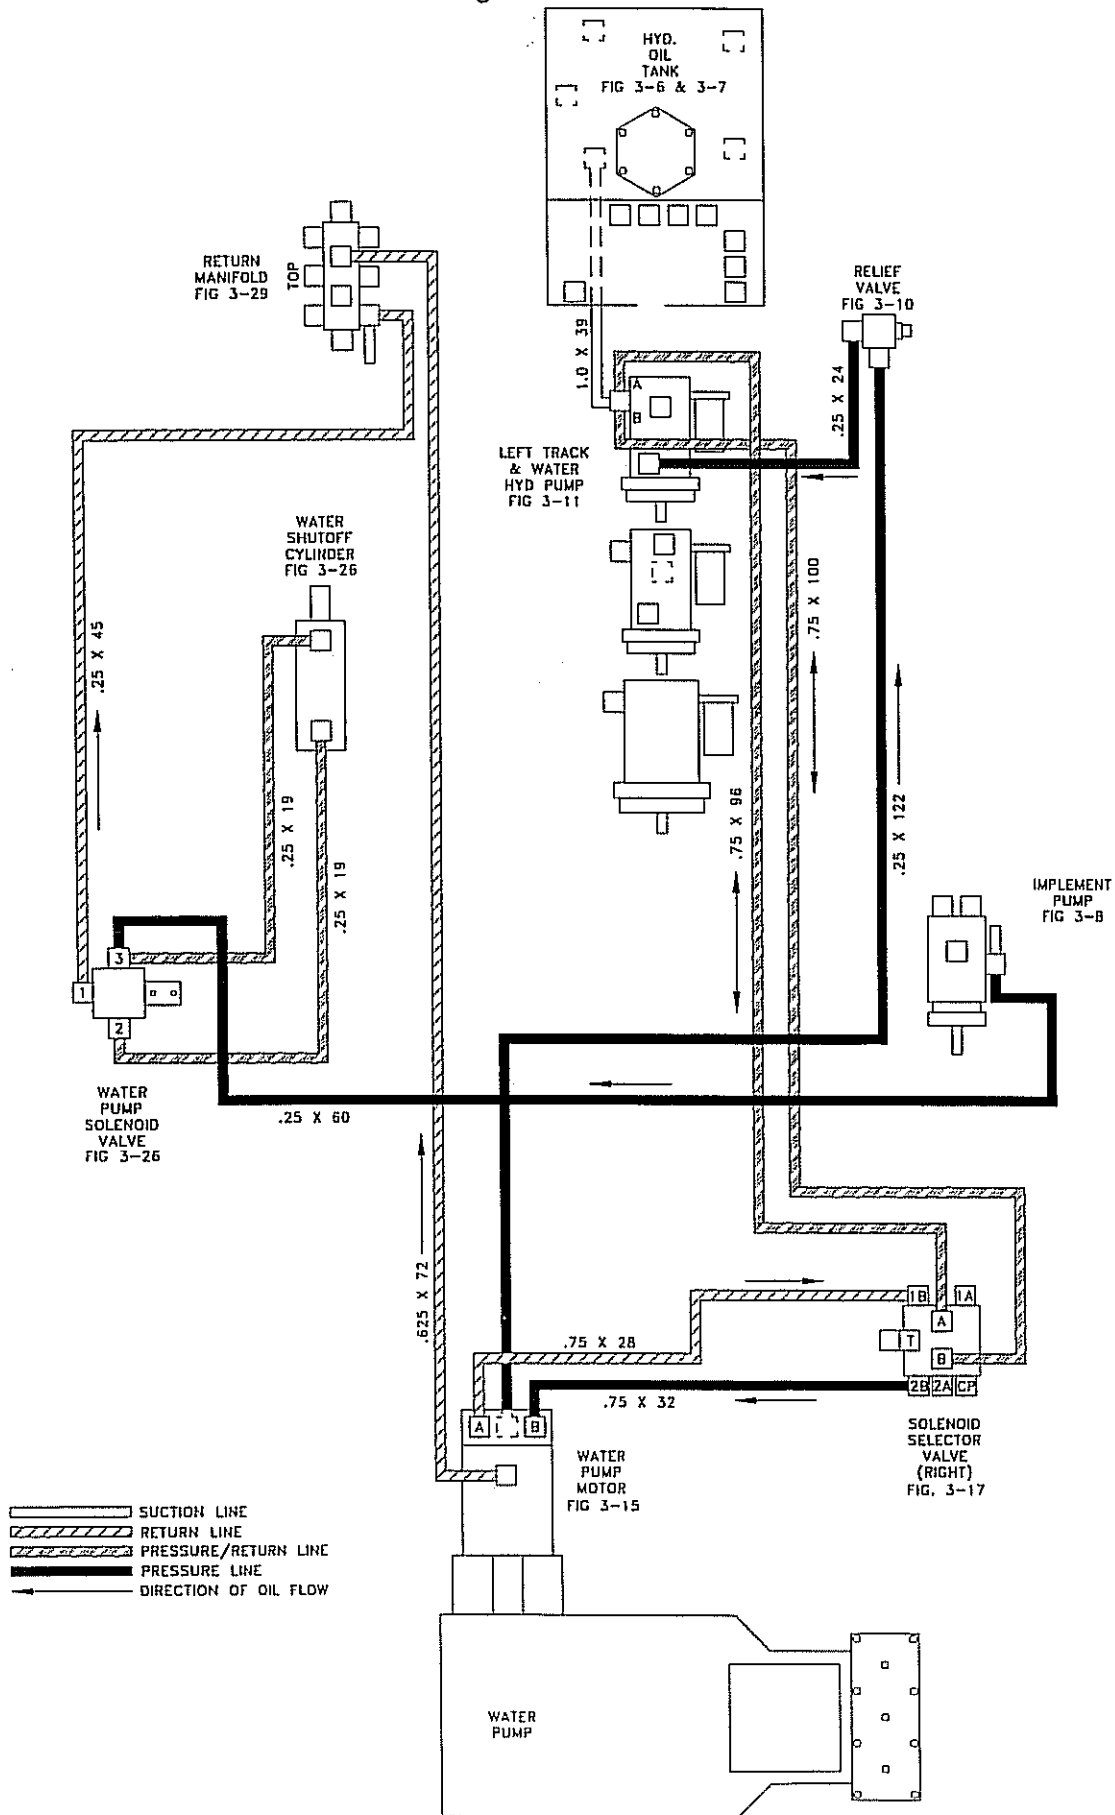 HYD.
OIL
TANK
FIG 3-6 & 3-7
RETURN
MANIFOLD
FIG 3-29
TOP
RELIEF
VALVE
FIG 3-10
1.0 X 39
.25 X 24
A
B
LEFT TRACK
& WATER
HYD PUMP
FIG 3-11
WATER
SHUTOFF
CYLINDER
FIG 3-26
.75 X 100
.25 X 45
.25 X 19
.25 X 19
.75 X 96
.25 X 122
IMPLEMENT
PUMP
FIG 3-8
3
1
2
WATER
PUMP
SOLENOID
VALVE
FIG 3-26
.25 X 60
.625 X 72
1B
1A
A
T
B
.75 X 28
2B 2A CP
.75 X 32
A
B
SOLENOID
SELECTOR
VALVE
(RIGHT)
FIG. 3-17
WATER
PUMP
MOTOR
FIG 3-15
SUCTION LINE
RETURN LINE
PRESSURE/RETURN LINE
PRESSURE LINE
DIRECTION OF OIL FLOW
WATER
PUMP